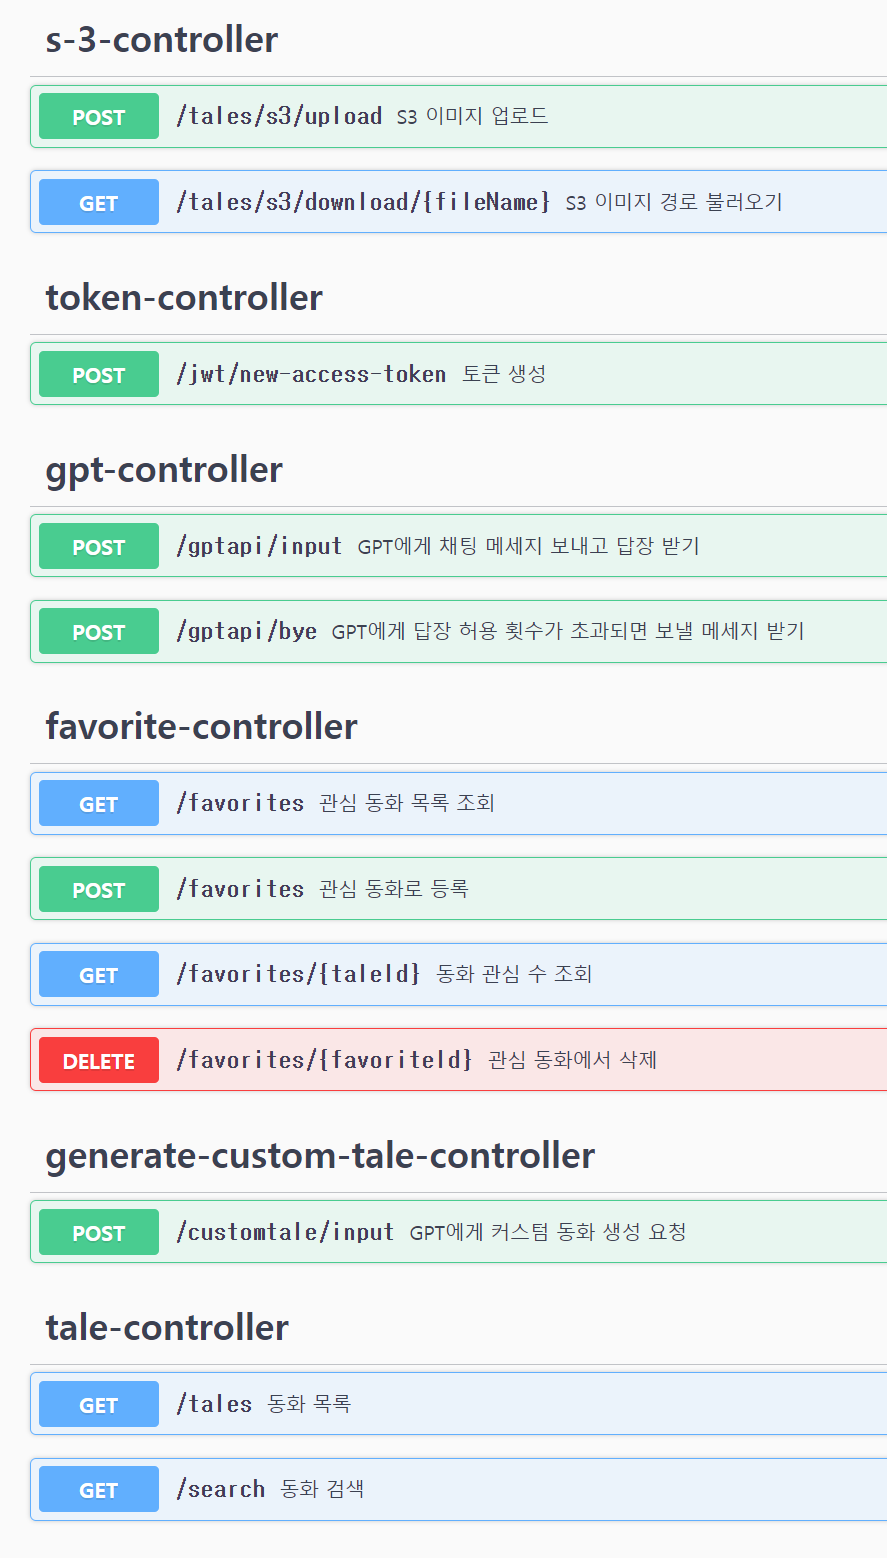 s-3-controller
POST /tales/s3/upload S3 이미지 업로드
GET /tales/s3/download/{fileName} S3 이미지 경로 불러오기
token-controller
POST /jwt/new-access-token 토큰 생성
gpt-controller
POST /gptapi/input GPT에게 채팅 메세지 보내고 답장 받기
POST /gptapi/bye GPT에게 답장 허용 횟수가 초과되면 보낼 메세지 받기
favorite-controller
GET /favorites 관심 동화 목록 조회
POST /favorites 관심 동화로 등록
GET /favorites/{taleId} 동화 관심 수 조회
DELETE /favorites/{favoriteId} 관심 동화에서 삭제
generate-custom-tale-controller
POST /customtale/input GPT에게 커스텀 동화 생성 요청
tale-controller
GET /tales 동화 목록
GET /search 동화 검색